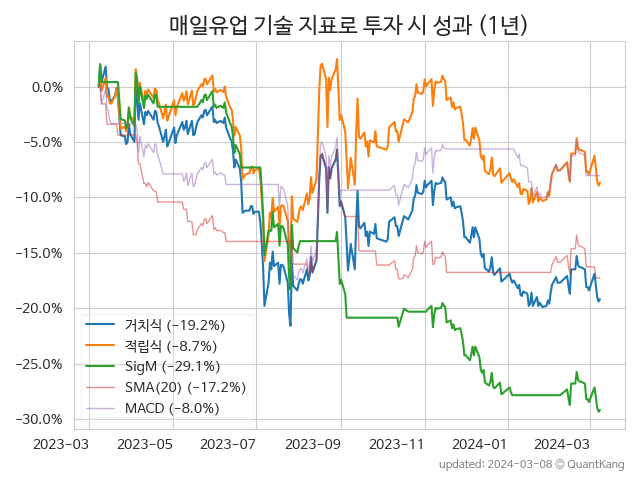 매일유업 기술 지표로 투자 시 성과 (1년)
0.0%
−5.0%
−10.0%
−15.0%
−20.0%
−25.0%
−30.0%
거치식 (−19.2%)
적립식 (−8.7%)
SigM (−29.1%)
SMA(20) (−17.2%)
MACD (−8.0%)
2023−03 2023−05 2023−07 2023−09 2023−11 2024−01 2024−03
updated: 2024−03−08 © QuantKang